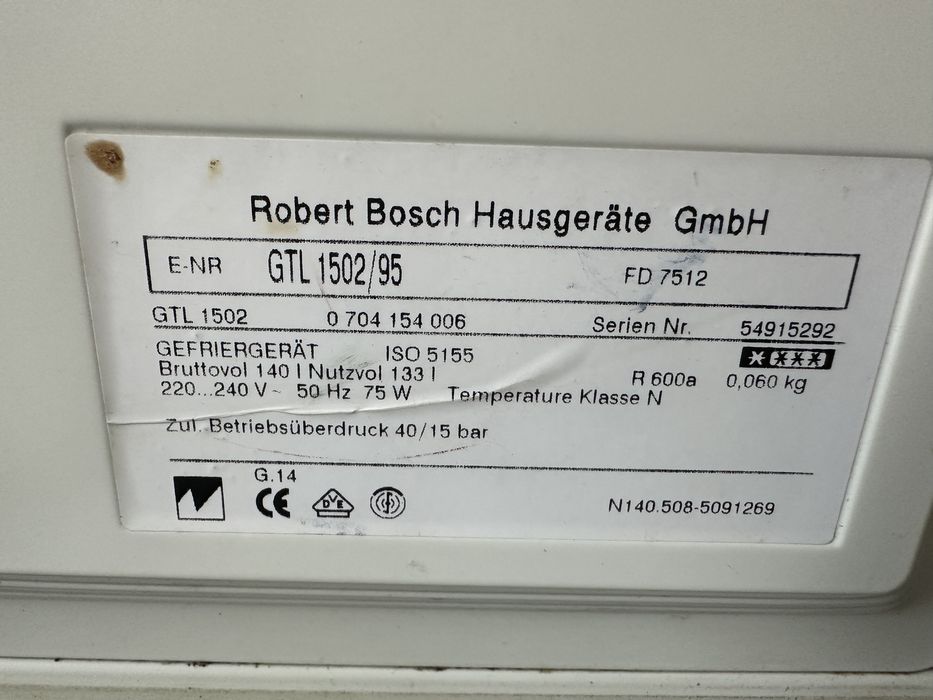 Robert Bosch Hausgeräte GmbH
E-NR GTL 1502/95 FD 7512
GTL 1502 0 704 154 006 Serien Nr. 54915292
GEFRIERGERÄT ISO 5155
Bruttovol 140 l Nutzvol 133 l R 600a 0,060 kg
220...240 V~ 50 Hz 75 W Temperature Klasse N
Zul. Betriebsüberdruck 40/15 bar
G.14
CE DVE N140.508-5091269